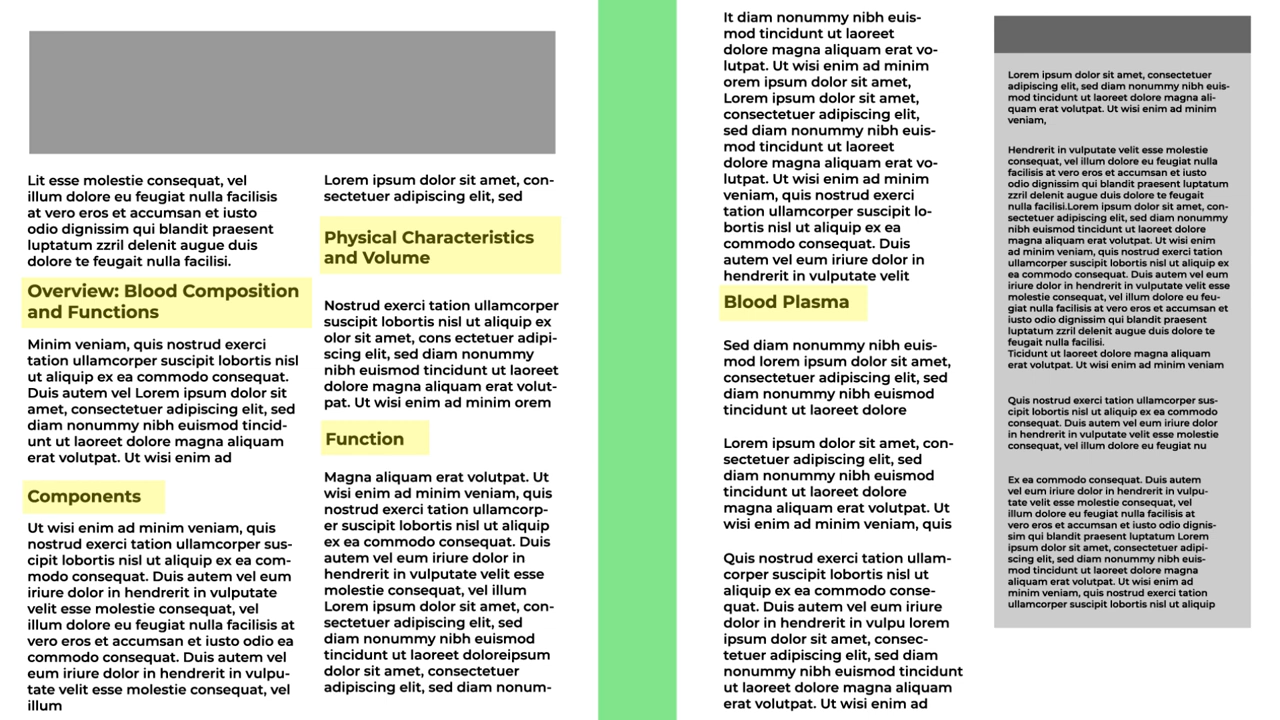 Lit esse molestie consequat, vel
illum dolore eu feugiat nulla facilisis
at vero eros et accumsan et iusto
odio dignissim qui blandit praesent
luptatum zzril delenit augue duis
dolore te feugait nulla facilisi.
Overview: Blood Composition
and Functions
Minim veniam, quis nostrud exerci
tation ullamcorper suscipit lobortis nisl
ut aliquip ex ea commodo consequat.
Duis autem vel Lorem ipsum dolor sit
amet, consectetuer adipiscing elit, sed
diam nonummy nibh euismod tincid-
unt ut laoreet dolore magna aliquam
erat volutpat. Ut wisi enim ad
Components
Ut wisi enim ad minim veniam, quis
nostrud exerci tation ullamcorper sus-
cipit lobortis nisl ut aliquip ex ea com-
modo consequat. Duis autem vel eum
iriure dolor in hendrerit in vulputate
velit esse molestie consequat, vel
illum dolore eu feugiat nulla facilisis at
vero eros et accumsan et iusto odio ea
commodo consequat. Duis autem vel
eum iriure dolor in hendrerit in vulpu-
tate velit esse molestie consequat, vel
illum
Lorem ipsum dolor sit amet, con-
sectetuer adipiscing elit, sed
Physical Characteristics
and Volume
Nostrud exerci tation ullamcorper
suscipit lobortis nisl ut aliquip ex
olor sit amet, cons ectetuer adipi-
scing elit, sed diam nonummy
nibh euismod tincidunt ut laoreet
dolore magna aliquam erat volut-
pat. Ut wisi enim ad minim orem
Function
Magna aliquam erat volutpat. Ut
wisi enim ad minim veniam, quis
nostrud exerci tation ullamcorp-
er suscipit lobortis nisl ut aliquip
ex ea commodo consequat. Duis
autem vel eum iriure dolor in
hendrerit in vulputate velit esse
molestie consequat, vel illum
Lorem ipsum dolor sit amet, con-
sectetuer adipiscing elit, sed
diam nonummy nibh euismod
tincidunt ut laoreet doloreipsum
dolor sit amet, consectetuer
adipiscing elit, sed diam nonum-
It diam nonummy nibh euis-
mod tincidunt ut laoreet
dolore magna aliquam erat vo-
lutpat. Ut wisi enim ad minim
orem ipsum dolor sit amet,
Lorem ipsum dolor sit amet,
consectetuer adipiscing elit,
sed diam nonummy nibh euis-
mod tincidunt ut laoreet
dolore magna aliquam erat vo-
lutpat. Ut wisi enim ad minim
veniam, quis nostrud exerci
tation ullamcorper suscipit lo-
bortis nisl ut aliquip ex ea
commodo consequat. Duis
autem vel eum iriure dolor in
hendrerit in vulputate velit
Blood Plasma
Sed diam nonummy nibh euis-
mod lorem ipsum dolor sit amet,
consectetuer adipiscing elit, sed
diam nonummy nibh euismod
tincidunt ut laoreet dolore
Lorem ipsum dolor sit amet, con-
sectetuer adipiscing elit, sed
diam nonummy nibh euismod
tincidunt ut laoreet dolore
magna aliquam erat volutpat. Ut
wisi enim ad minim veniam, quis
Quis nostrud exerci tation ullam-
corper suscipit lobortis nisl ut
aliquip ex ea commodo conse-
quat. Duis autem vel eum iriure
dolor in hendrerit in vulpu lorem
ipsum dolor sit amet, consec-
tetuer adipiscing elit, sed diam
nonummy nibh euismod tincidunt
ut laoreet dolore magna aliquam
erat volutpat. Ut wisi enim ad
Lorem ipsum dolor sit amet, consectetuer
adipiscing elit, sed diam nonummy nibh euis-
mod tincidunt ut laoreet dolore magna ali-
quam erat volutpat. Ut wisi enim ad minim
veniam,
Hendrerit in vulputate velit esse molestie
consequat, vel illum dolore eu feugiat nulla
facilisis at vero eros et accumsan et iusto
odio dignissim qui blandit praesent luptatum
zzril delenit augue duis dolore te feugait
nulla facilisi.Lorem ipsum dolor sit amet, con-
sectetuer adipiscing elit, sed diam nonummy
nibh euismod tincidunt ut laoreet dolore
magna aliquam erat volutpat. Ut wisi enim
ad minim veniam, quis nostrud exerci tation
ullamcorper suscipit lobortis nisl ut aliquip ex
ea commodo consequat. Duis autem vel eum
iriure dolor in hendrerit in vulputate velit esse
molestie consequat, vel illum dolore eu feu-
giat nulla facilisis at vero eros et accumsan et
iusto odio dignissim qui blandit praesent
luptatum zzril delenit augue duis dolore te
feugait nulla facilisi.
Ticidunt ut laoreet dolore magna aliquam
erat volutpat. Ut wisi enim ad minim veniam
Quis nostrud exerci tation ullamcorper sus-
cipit lobortis nisl ut aliquip ex ea commodo
consequat. Duis autem vel eum iriure dolor
in hendrerit in vulputate velit esse molestie
consequat, vel illum dolore eu feugiat nu
Ex ea commodo consequat. Duis autem
vel eum iriure dolor in hendrerit in vulpu-
tate velit esse molestie consequat, vel
illum dolore eu feugiat nulla facilisis at
vero eros et accumsan et iusto odio dignis-
sim qui blandit praesent luptatum Lorem
ipsum dolor sit amet, consectetuer adipi-
scing elit, sed diam nonummy nibh euis-
mod tincidunt ut laoreet dolore magna
aliquam erat volutpat. Ut wisi enim ad
minim veniam, quis nostrud exerci tation
ullamcorper suscipit lobortis nisl ut aliquip